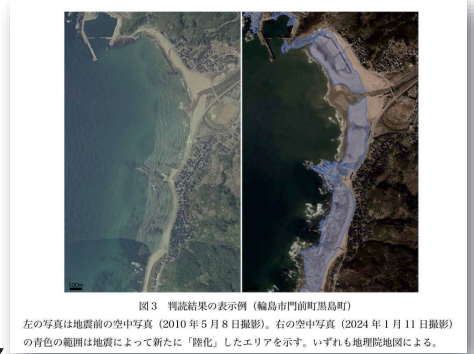 図3　判読結果の表示例（輪島市門前町黒島町）
左の写真は地震前の空中写真（2010年5月8日撮影）。右の空中写真（2024年1月11日撮影）
の青色の範囲は地震によって新たに「陸化」したエリアを示す。いずれも地理院地図による。